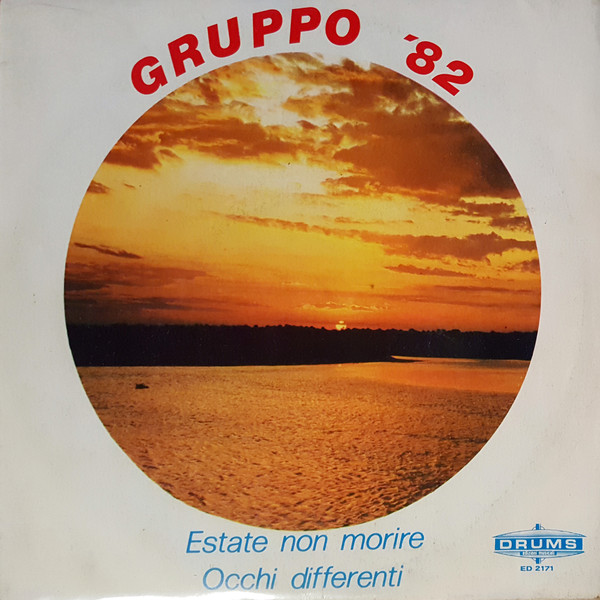 GRUPPO '82
Estate non morire
Occhi differenti
DRUMS
ED 2171